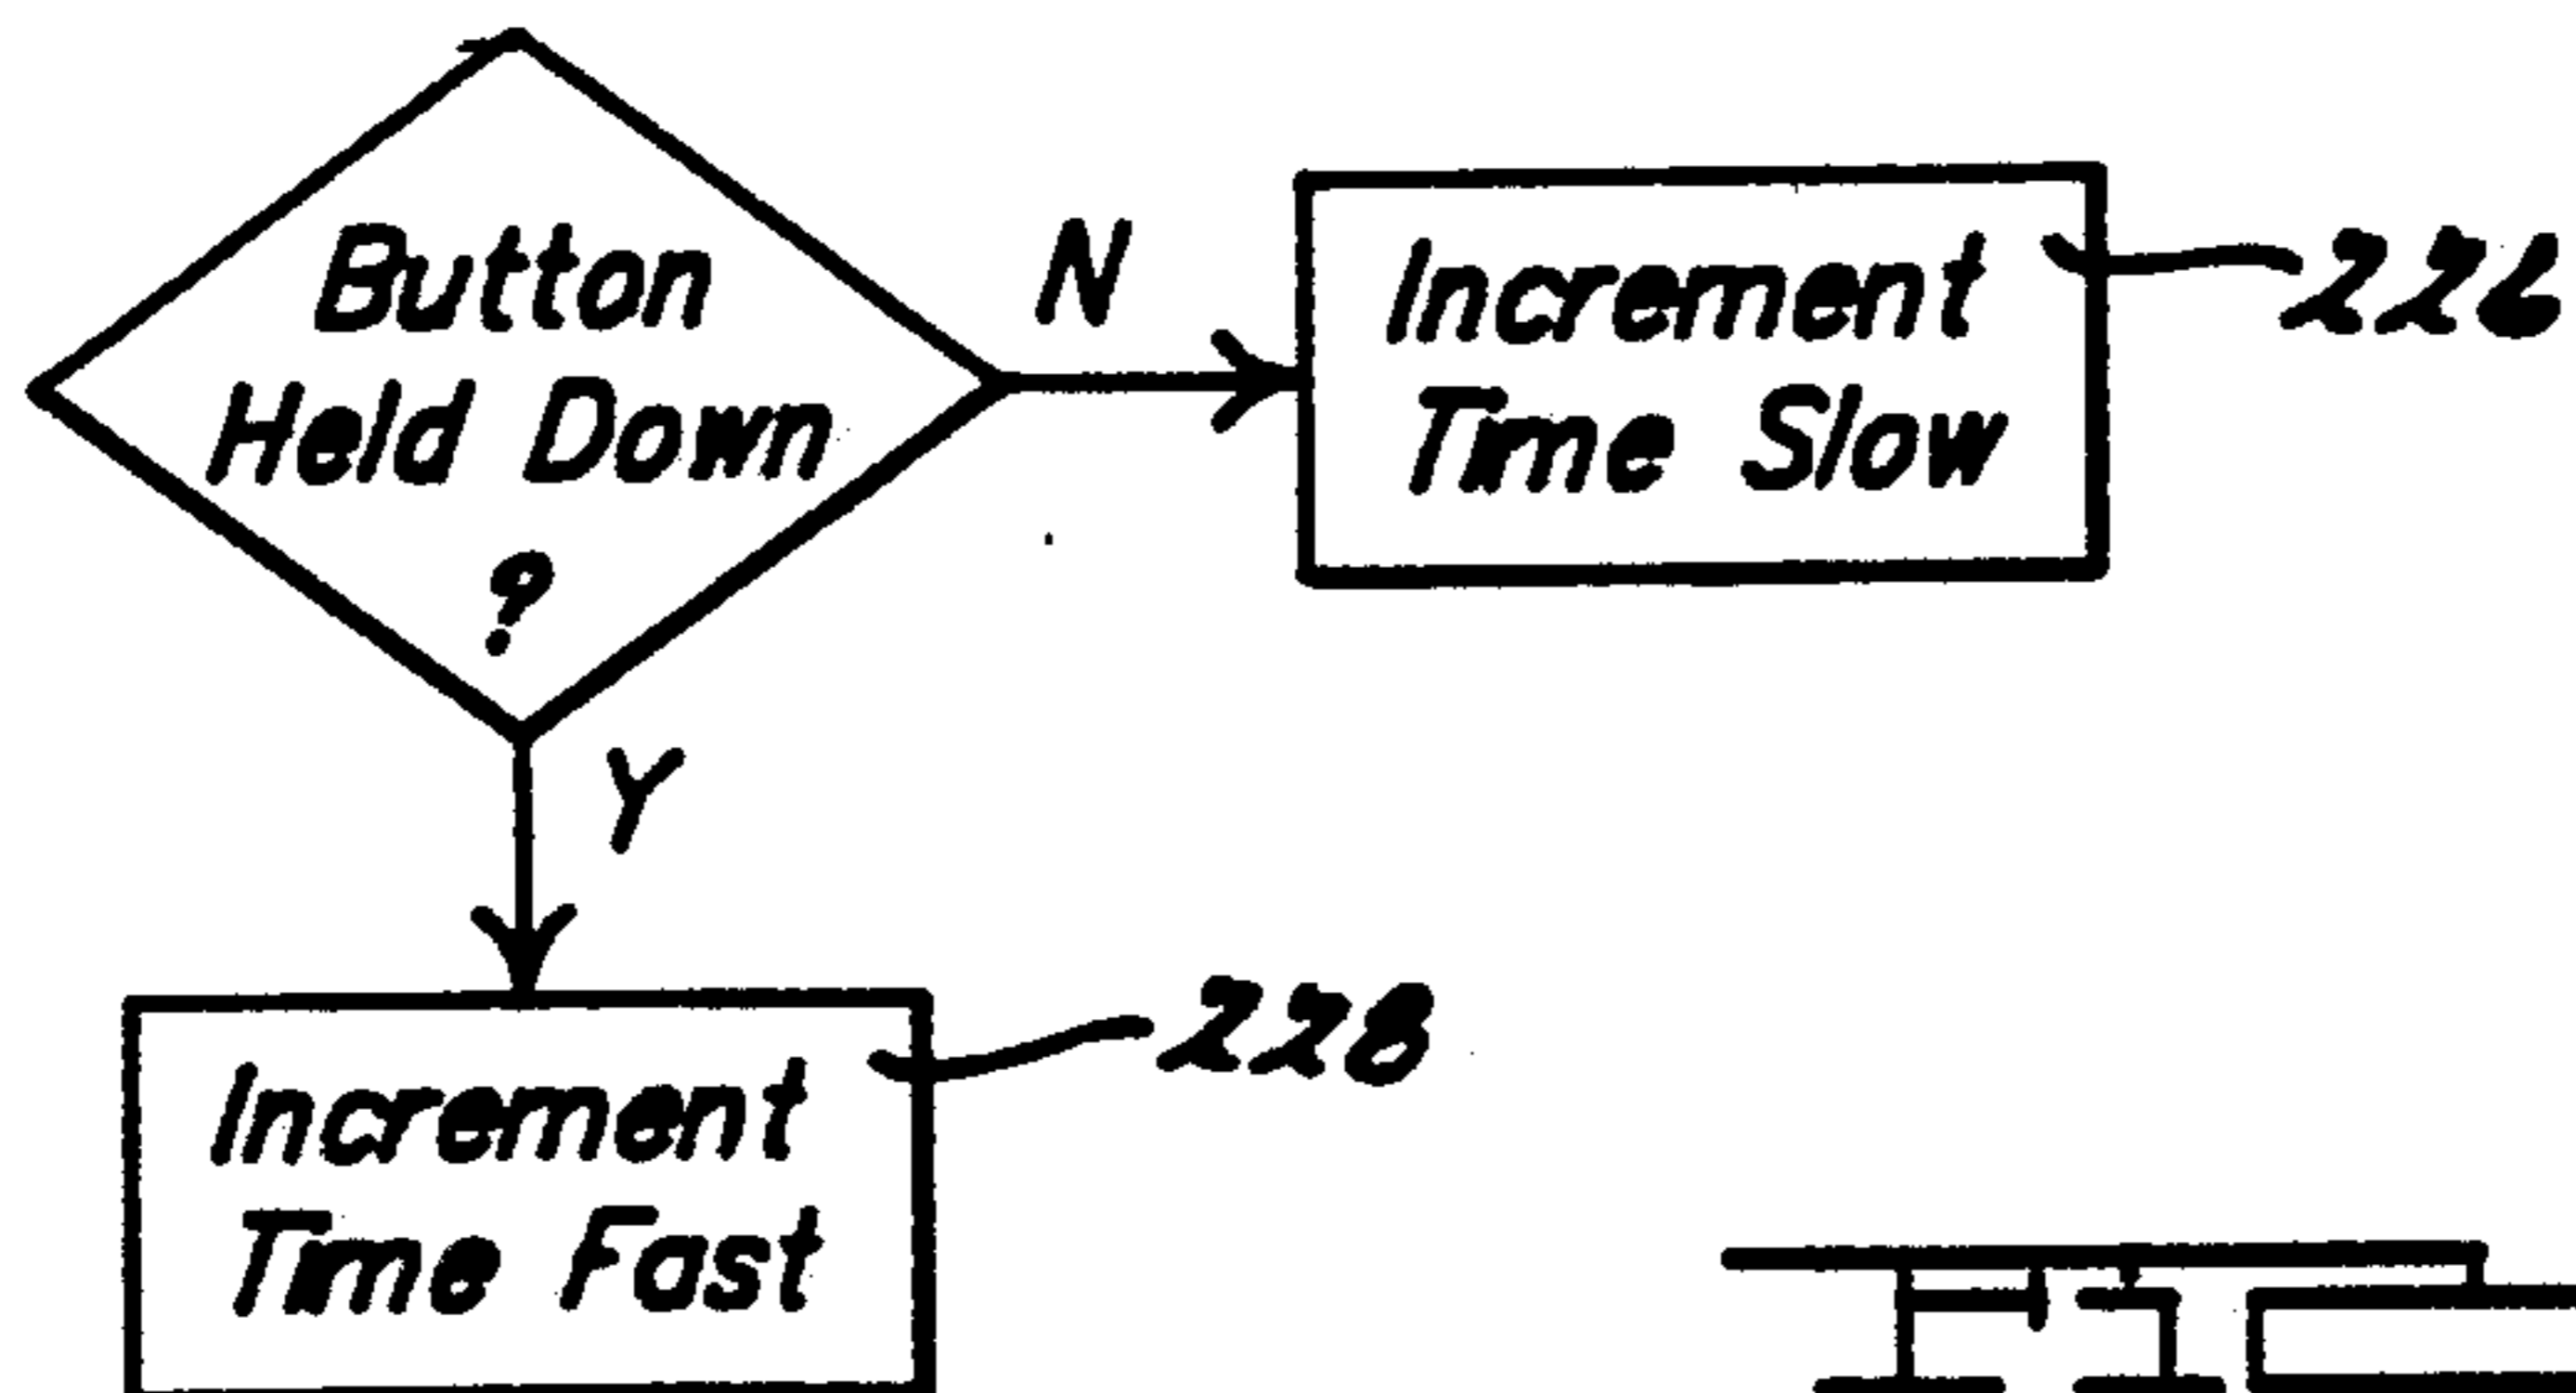 Button
Held Down
?
N
Increment
Time Slow
226
Y
Increment
Time Fast
228